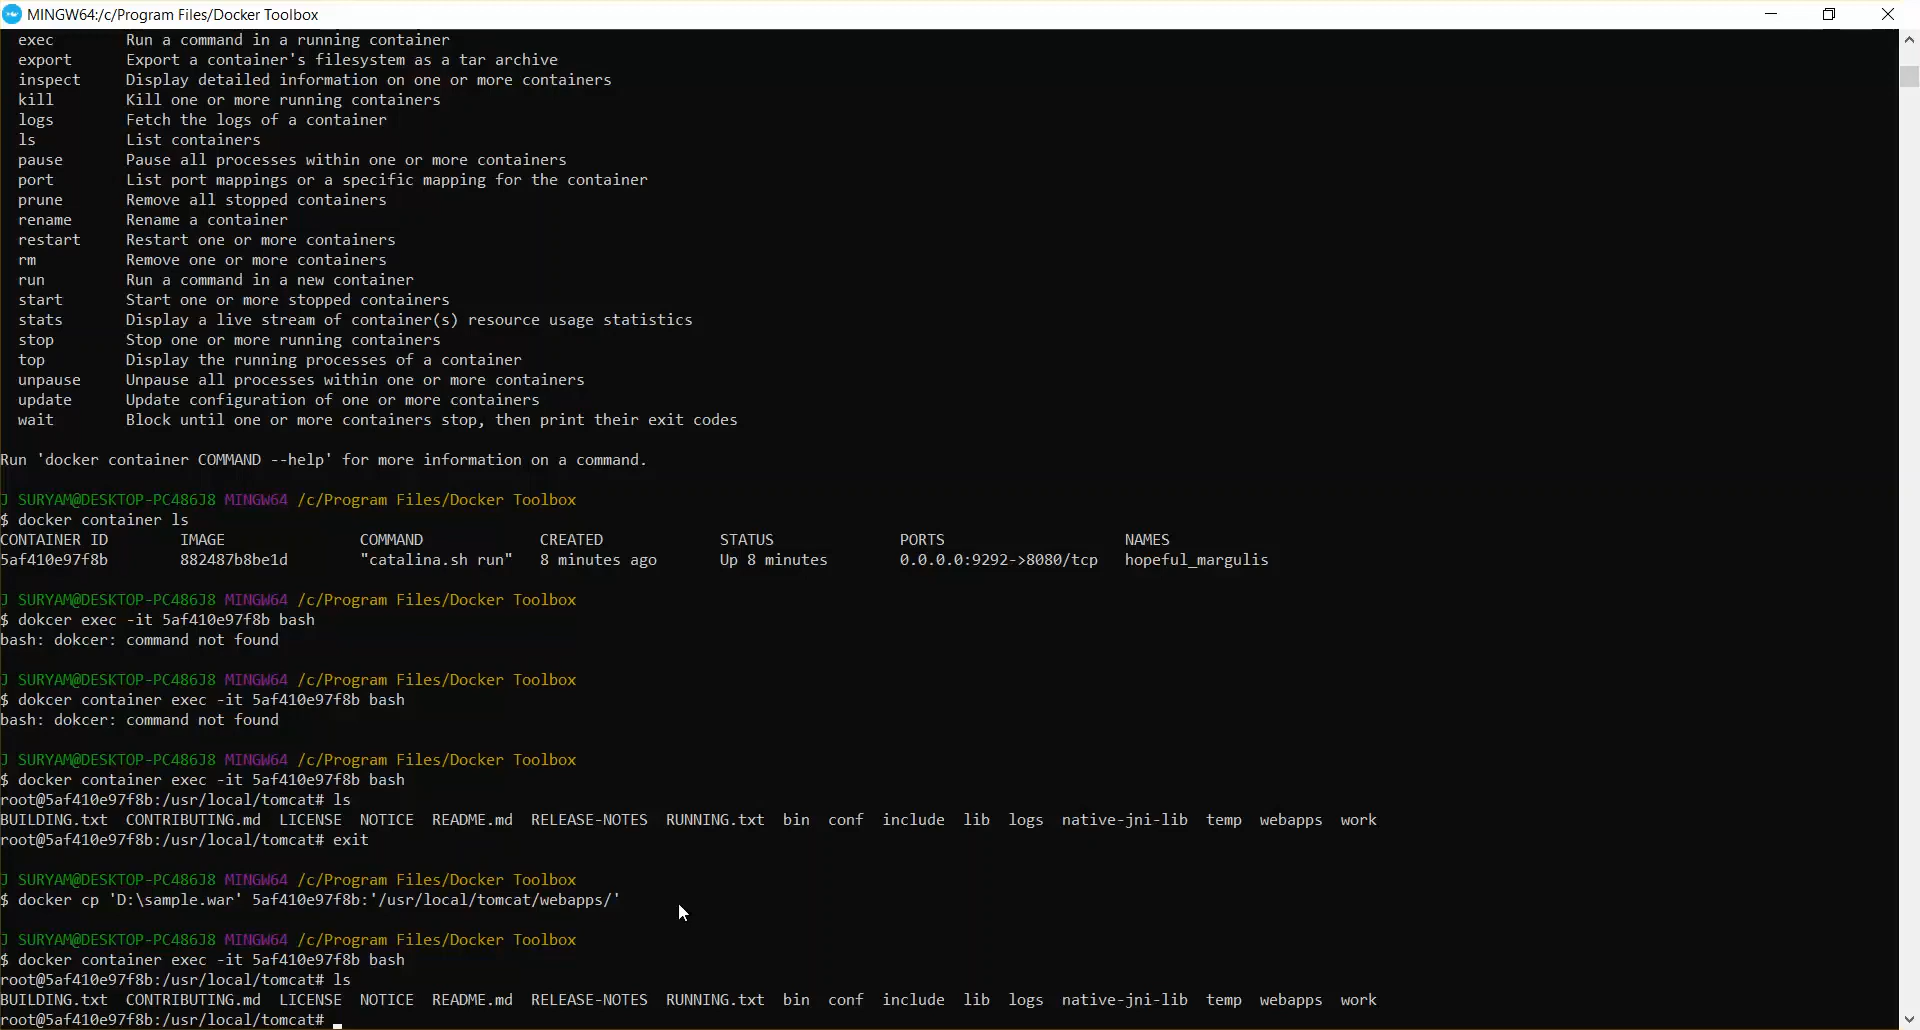 MINGW64:/c/Program Files/Docker Toolbox
exec        Run a command in a running container
export      Export a container's filesystem as a tar archive
inspect     Display detailed information on one or more containers
kill        Kill one or more running containers
logs        Fetch the logs of a container
ls          List containers
pause       Pause all processes within one or more containers
port        List port mappings or a specific mapping for the container
prune       Remove all stopped containers
rename      Rename a container
restart     Restart one or more containers
rm          Remove one or more containers
run         Run a command in a new container
start       Start one or more stopped containers
stats       Display a live stream of container(s) resource usage statistics
stop        Stop one or more running containers
top         Display the running processes of a container
unpause     Unpause all processes within one or more containers
update      Update configuration of one or more containers
wait        Block until one or more containers stop, then print their exit codes
Run 'docker container COMMAND --help' for more information on a command.
J SURYAM@DESKTOP-PC486J8 MINGW64 /c/Program Files/Docker Toolbox
$ docker container ls
CONTAINER ID        IMAGE               COMMAND             CREATED             STATUS              PORTS                    NAMES
5af410e97f8b        882487b8be1d        "catalina.sh run"   8 minutes ago       Up 8 minutes        0.0.0.0:9292->8080/tcp   hopeful_margulis
J SURYAM@DESKTOP-PC486J8 MINGW64 /c/Program Files/Docker Toolbox
$ dokcer exec -it 5af410e97f8b bash
bash: dokcer: command not found
J SURYAM@DESKTOP-PC486J8 MINGW64 /c/Program Files/Docker Toolbox
$ dokcer container exec -it 5af410e97f8b bash
bash: dokcer: command not found
J SURYAM@DESKTOP-PC486J8 MINGW64 /c/Program Files/Docker Toolbox
$ docker container exec -it 5af410e97f8b bash
root@5af410e97f8b:/usr/local/tomcat# ls
BUILDING.txt  CONTRIBUTING.md  LICENSE  NOTICE  README.md  RELEASE-NOTES  RUNNING.txt  bin  conf  include  lib  logs  native-jni-lib  temp  webapps  work
root@5af410e97f8b:/usr/local/tomcat# exit
J SURYAM@DESKTOP-PC486J8 MINGW64 /c/Program Files/Docker Toolbox
$ docker cp 'D:\sample.war' 5af410e97f8b:'/usr/local/tomcat/webapps/'
J SURYAM@DESKTOP-PC486J8 MINGW64 /c/Program Files/Docker Toolbox
$ docker container exec -it 5af410e97f8b bash
root@5af410e97f8b:/usr/local/tomcat# ls
BUILDING.txt  CONTRIBUTING.md  LICENSE  NOTICE  README.md  RELEASE-NOTES  RUNNING.txt  bin  conf  include  lib  logs  native-jni-lib  temp  webapps  work
root@5af410e97f8b:/usr/local/tomcat#